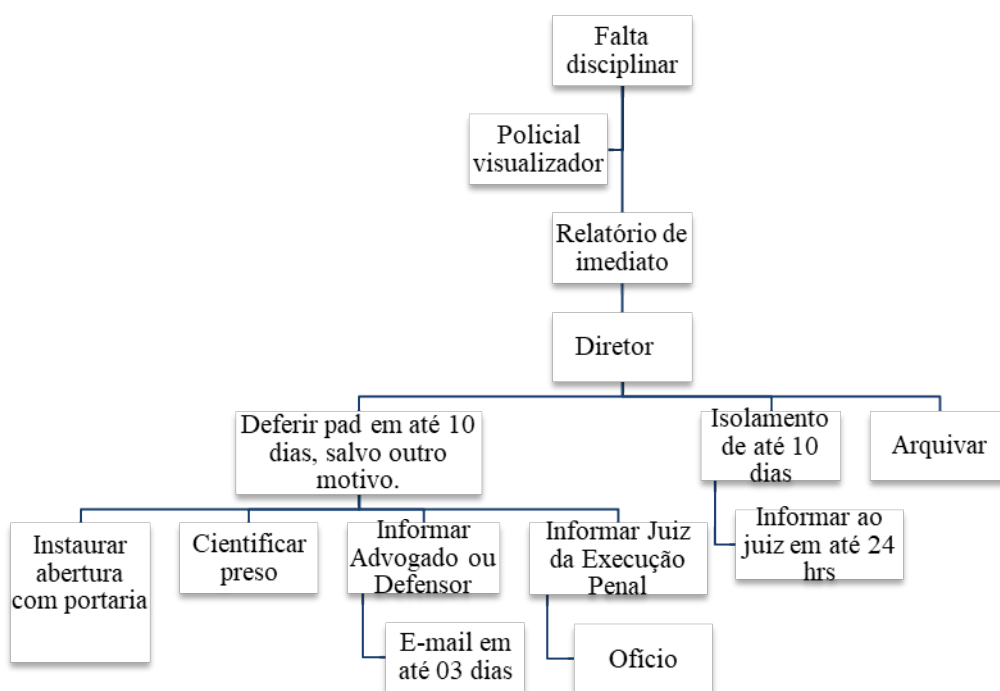 Falta
disciplinar
Policial
visualizador
Relatório de
imediato
Diretor
Deferir pad em até 10
dias, salvo outro
motivo.
Isolamento
de até 10
dias
Arquivar
Instaurar
abertura
com portaria
Cientificar
preso
Informar
Advogado ou
Defensor
Informar Juiz
da Execução
Penal
Informar ao
juiz em até 24
hrs
E-mail em
até 03 dias
Ofício